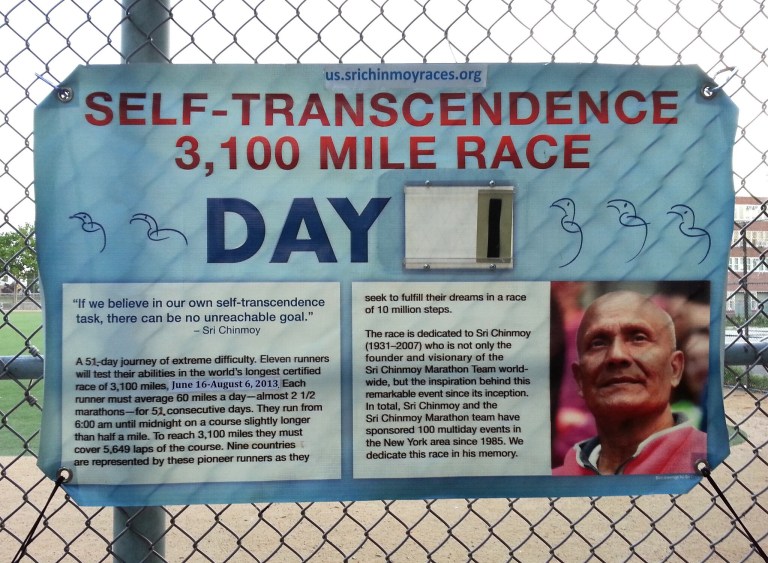 us.srichinmoyraces.org
SELF-TRANSCENDENCE
3,100 MILE RACE
DAY 1
“If we believe in our own self-transcendence
task, there can be no unreachable goal.”
– Sri Chinmoy
A 51-day journey of extreme difficulty. Eleven runners
will test their abilities in the world's longest certified
race of 3,100 miles, June 16-August 6, 2013. Each
runner must average 60 miles a day—almost 2 1/2
marathons—for 51 consecutive days. They run from
6:00 am until midnight on a course slightly longer
than half a mile. To reach 3,100 miles they must
cover 5,649 laps of the course. Nine countries
are represented by these pioneer runners as they
seek to fulfill their dreams in a race
of 10 million steps.
The race is dedicated to Sri Chinmoy
(1931–2007) who is not only the
founder and visionary of the
Sri Chinmoy Marathon Team world-
wide, but the inspiration behind this
remarkable event since its inception.
In total, Sri Chinmoy and the
Sri Chinmoy Marathon team have
sponsored 100 multiday events in
the New York area since 1985. We
dedicate this race in his memory.